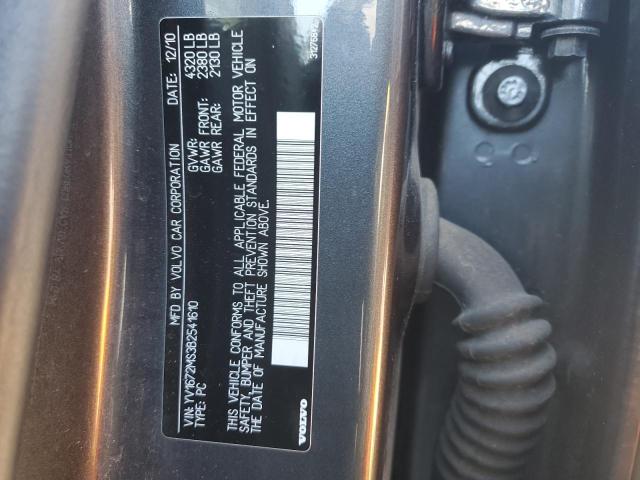 MFD BY VOLVO CAR CORPORATION DATE: 12/10
GVWR: 4320 LB
GAWR FRONT: 2380 LB
GAWR REAR: 2130 LB
VIN: YV1672MS3B2541610
TYPE: PC
THIS VEHICLE CONFORMS TO ALL APPLICABLE FEDERAL MOTOR VEHICLE
SAFETY, BUMPER AND THEFT PREVENTION STANDARDS IN EFFECT ON
THE DATE OF MANUFACTURE SHOWN ABOVE.
VOLVO